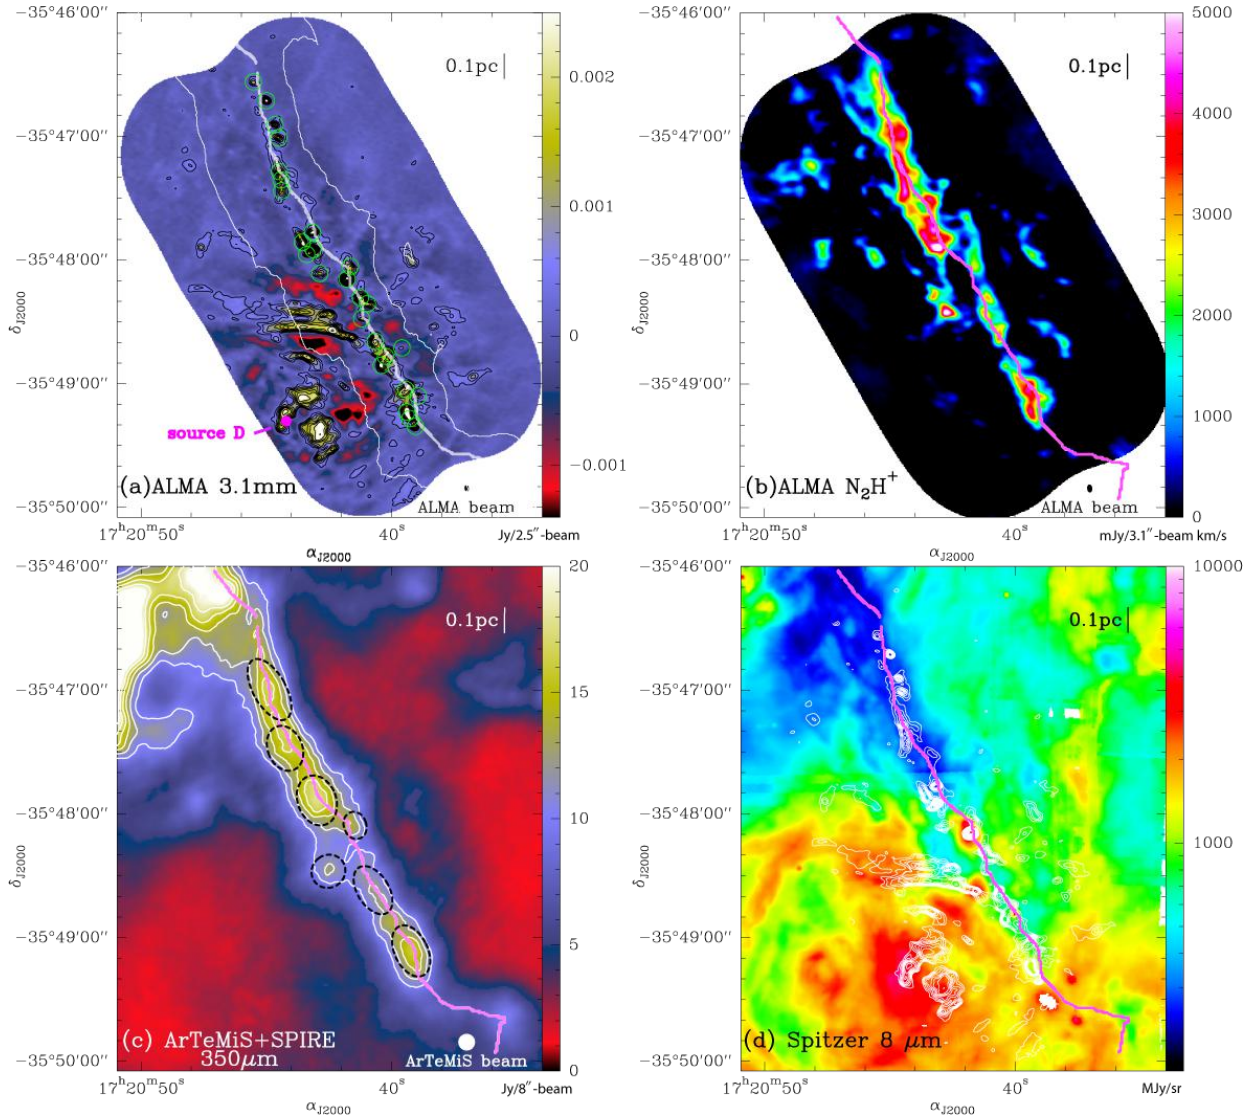 −35°46′00″
−35°47′00″
−35°48′00″
−35°49′00″
−35°50′00″
δJ2000
0.1pc
source D
(a)ALMA 3.1mm
ALMA beam
17h20m50s
40s
αJ2000
0.002
0.001
0
−0.001
Jy/2.5″-beam
−35°46′00″
−35°47′00″
−35°48′00″
−35°49′00″
−35°50′00″
δJ2000
0.1pc
(b)ALMA N2H+
ALMA beam
17h20m50s
40s
αJ2000
5000
4000
3000
2000
1000
0
mJy/3.1″-beam km/s
−35°46′00″
−35°47′00″
−35°48′00″
−35°49′00″
−35°50′00″
δJ2000
0.1pc
(c) ArTeMiS+SPIRE
350μm
ArTeMiS beam
17h20m50s
40s
αJ2000
20
15
10
5
0
Jy/8″-beam
−35°46′00″
−35°47′00″
−35°48′00″
−35°49′00″
−35°50′00″
δJ2000
0.1pc
(d) Spitzer 8 μm
17h20m50s
40s
αJ2000
10000
1000
MJy/sr